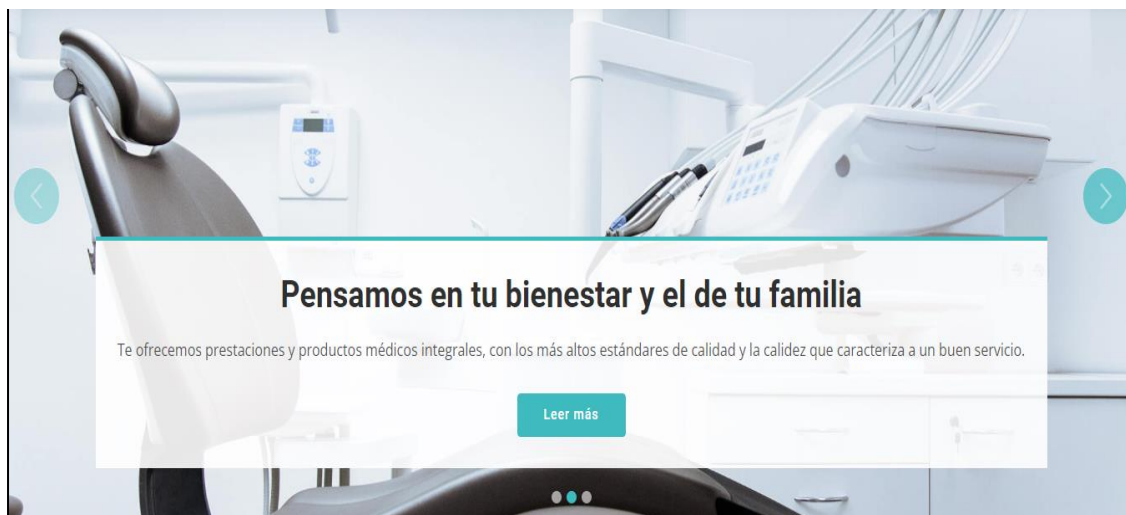 Pensamos en tu bienestar y el de tu familia
Te ofrecemos prestaciones y productos médicos integrales, con los más altos estándares de calidad y la calidez que caracteriza a un buen servicio.
Leer más